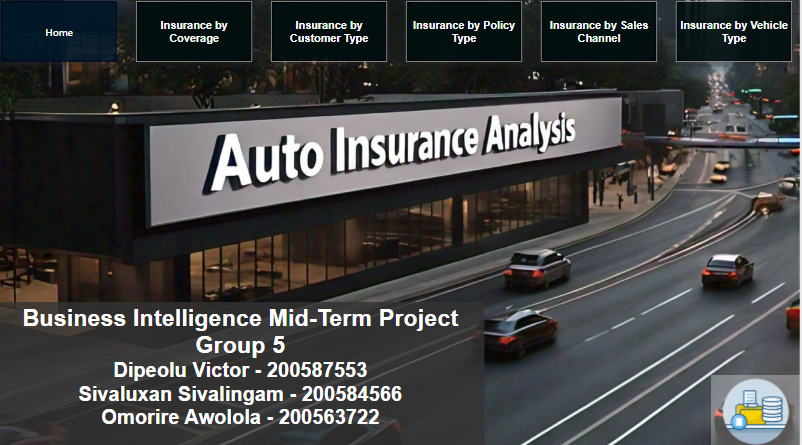 Home
Insurance by
Coverage
Insurance by
Customer Type
Insurance by Policy
Type
Insurance by Sales
Channel
Insurance by Vehicle
Type
Auto Insurance Analysis
Business Intelligence Mid-Term Project
Group 5
Dipeolu Victor - 200587553
Sivaluxan Sivalingam - 200584566
Omorire Awolola - 200563722